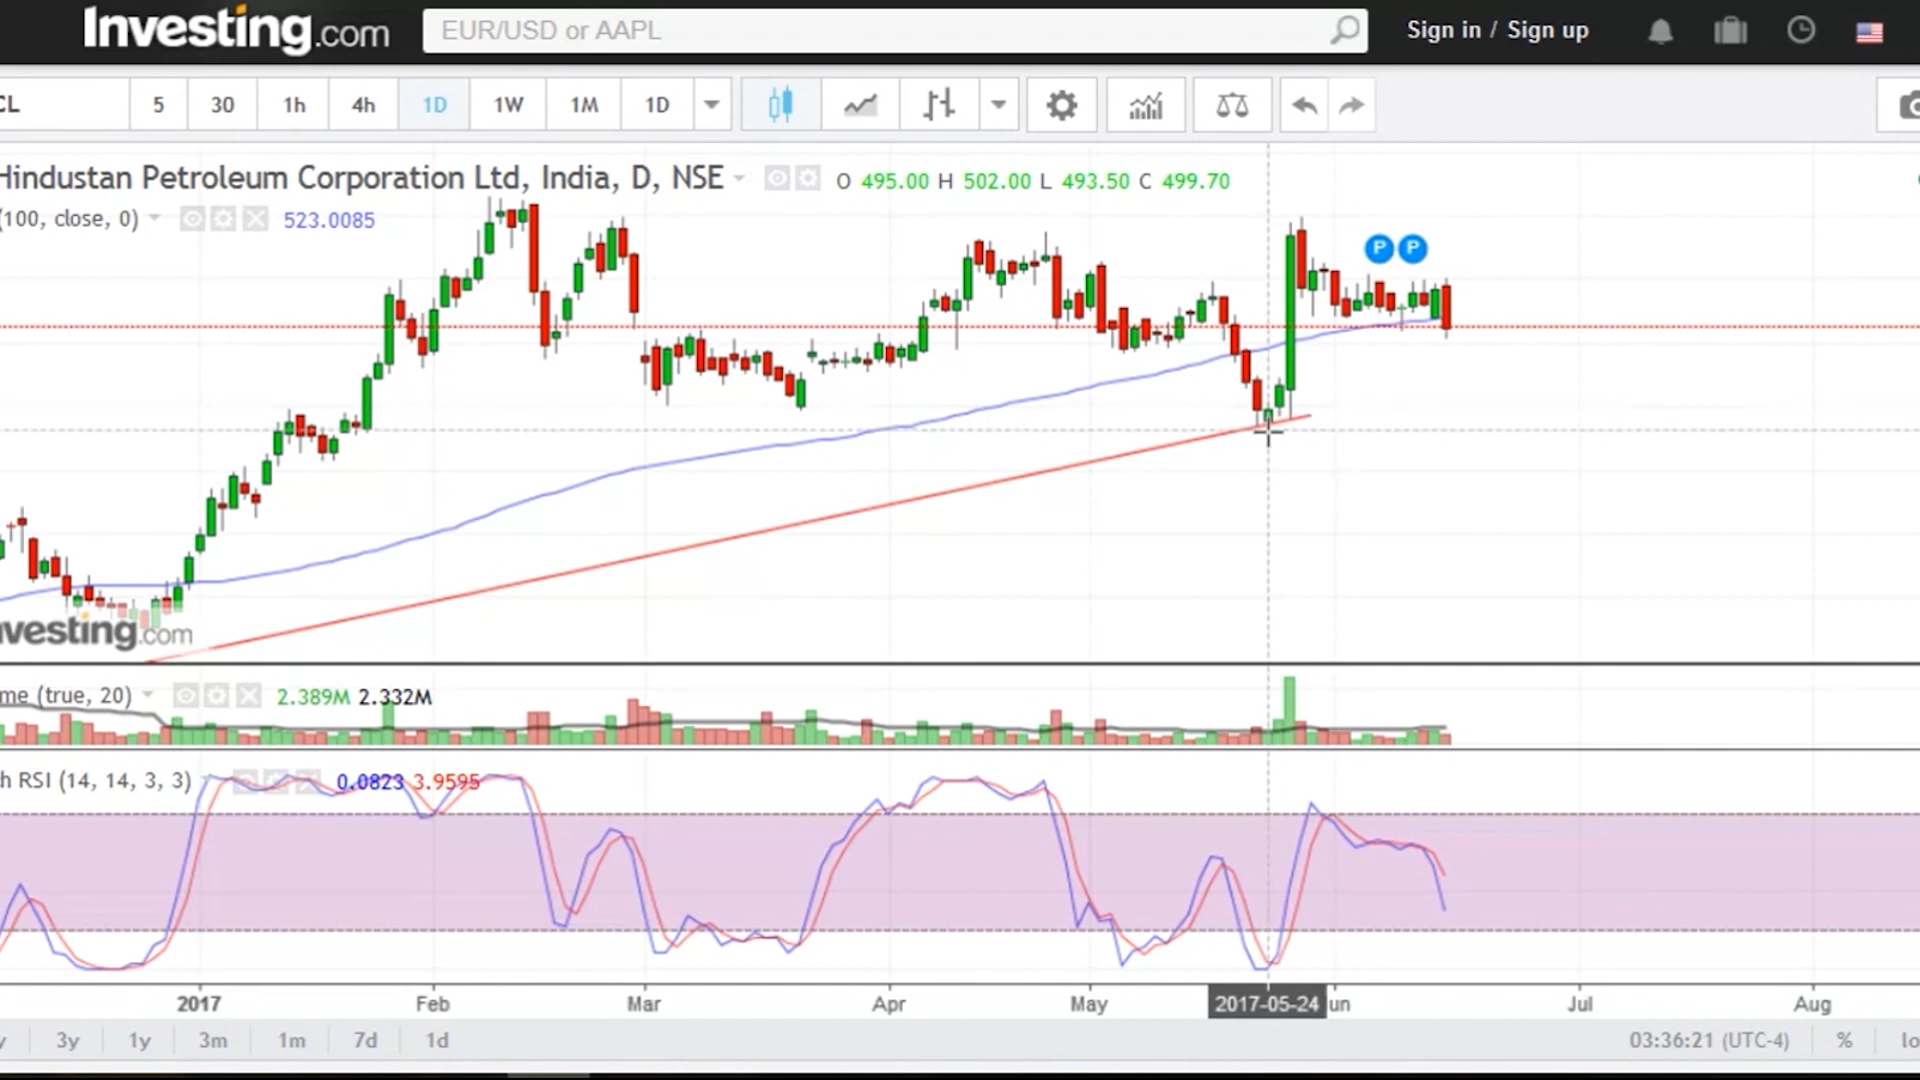 Investing.com EUR/USD or AAPL Sign in / Sign up
CL 5 30 1h 4h 1D 1W 1M 1D
Hindustan Petroleum Corporation Ltd, India, D, NSE O 495.00 H 502.00 L 493.50 C 499.70
(100, close, 0) 523.0085
P P
nvesting.com
me (true, 20) 2.389M 2.332M
h RSI (14, 14, 3, 3) 0.0823 3.9595
2017 Feb Mar Apr May 2017-05-24 un Jul Aug
y 3y 1y 3m 1m 7d 1d 03:36:21 (UTC-4) % lo